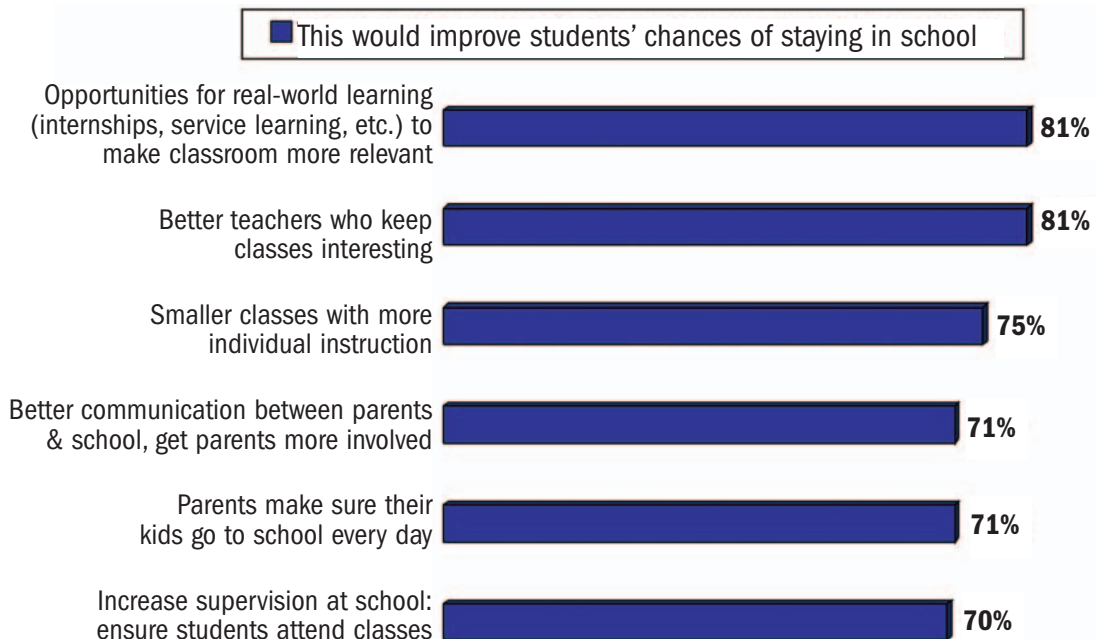 This would improve students’ chances of staying in school
Opportunities for real-world learning
(internships, service learning, etc.) to
make classroom more relevant
81%
Better teachers who keep
classes interesting
81%
Smaller classes with more
individual instruction
75%
Better communication between parents
& school, get parents more involved
71%
Parents make sure their
kids go to school every day
71%
Increase supervision at school:
ensure students attend classes
70%